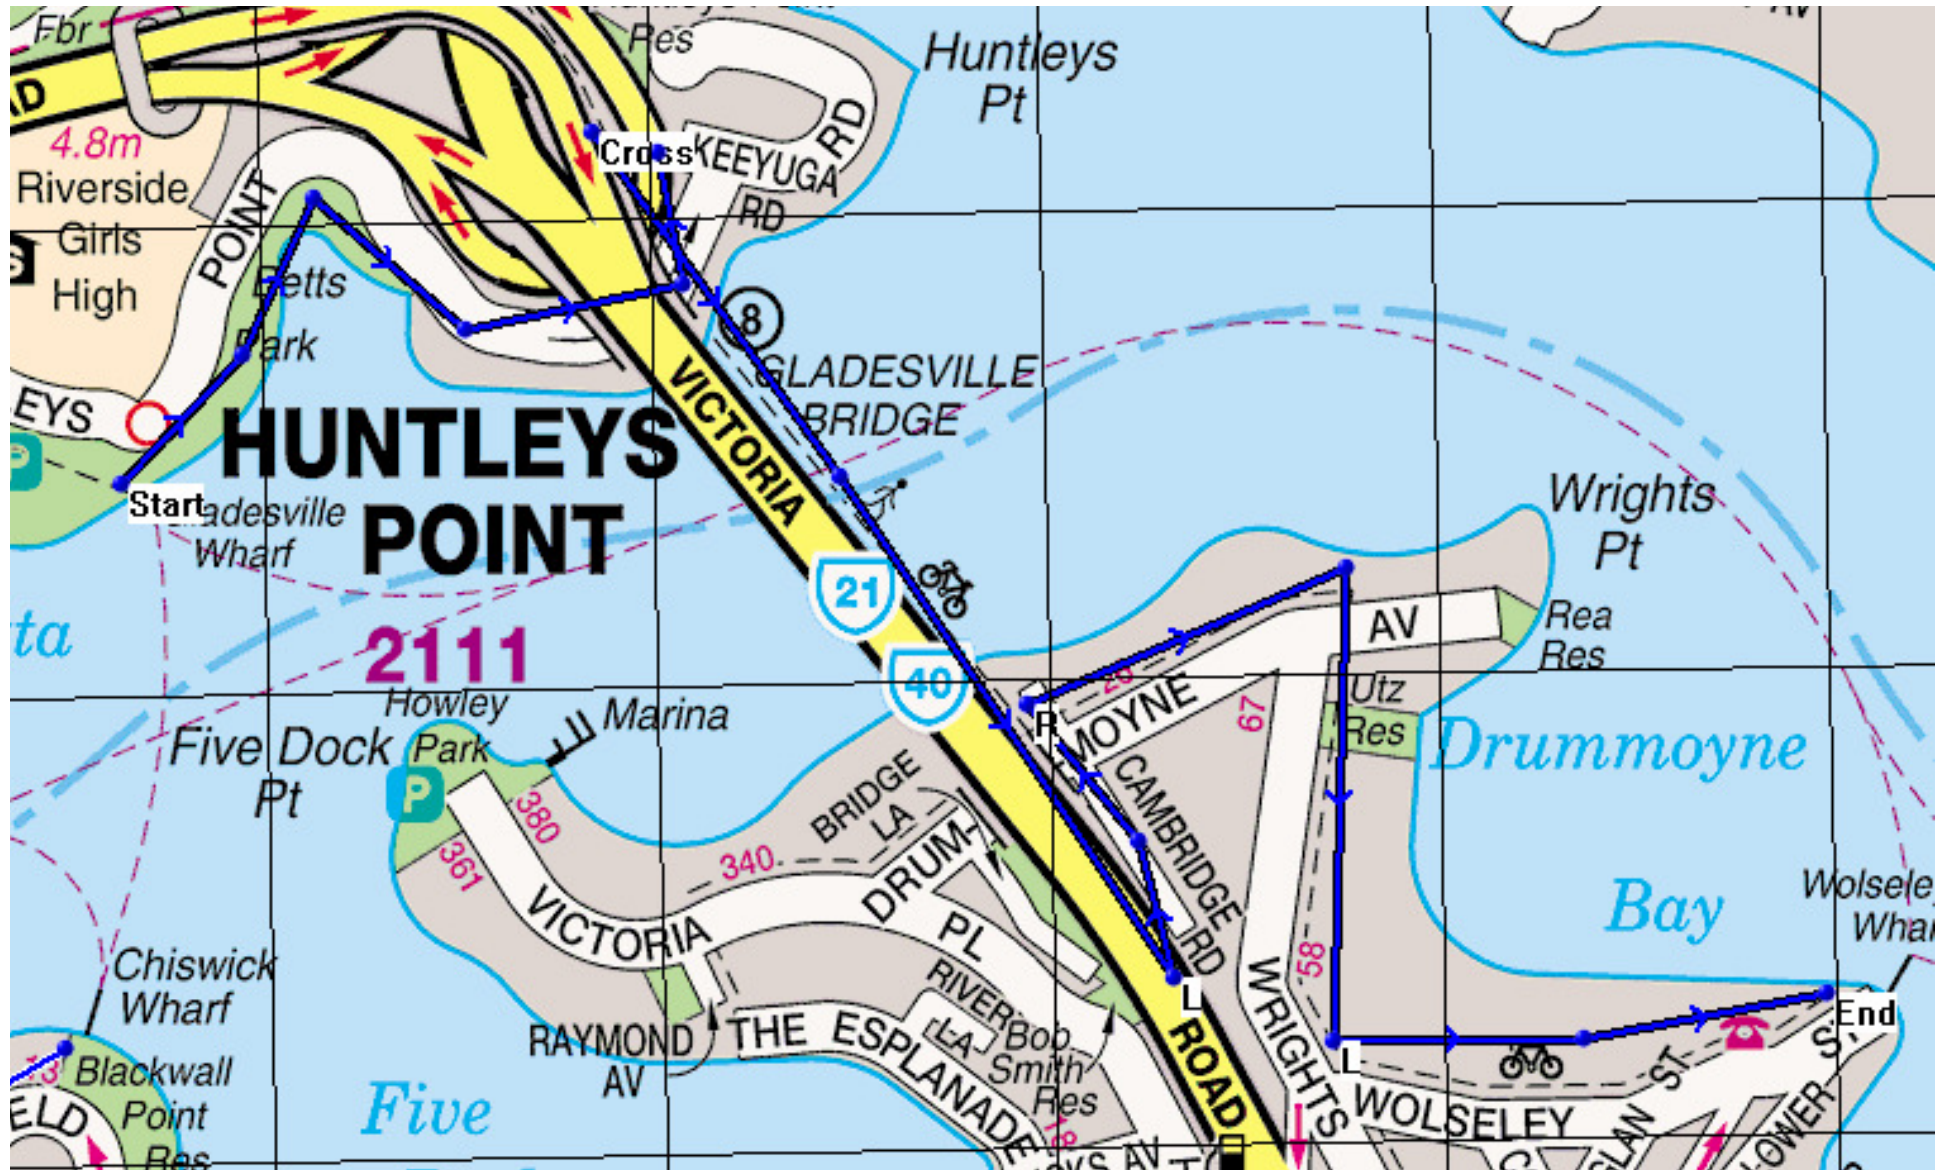 Fbr
Res
Huntleys
Pt
4.8m
Riverside
Girls
High
POINT
Betts
Park
EYS
P
Start
Gladesville
Wharf
HUNTLEYS
POINT
2111
Cross
KEEYUGA
RD
RD
8
GLADESVILLE
BRIDGE
VICTORIA
21
40
Wrights
Pt
Rea
Res
AV
Utz
Res
MOYNE
67
R
CAMBRIDGE
RD
Drummoyne
Bay
Howley
Park
Marina
Five Dock
Pt
P
380
361
340
BRIDGE
LA
DRUM-
PL
VICTORIA
RAYMOND
AV
THE ESPLANADE
RIVER
LA
Bob
Smith
Res
Chiswick
Wharf
Blackwall
Point
Res
ELD
Five
L
ROAD
WRIGHTS
58
L
WOLSELEY
ST
End
ST
LOWER
AV